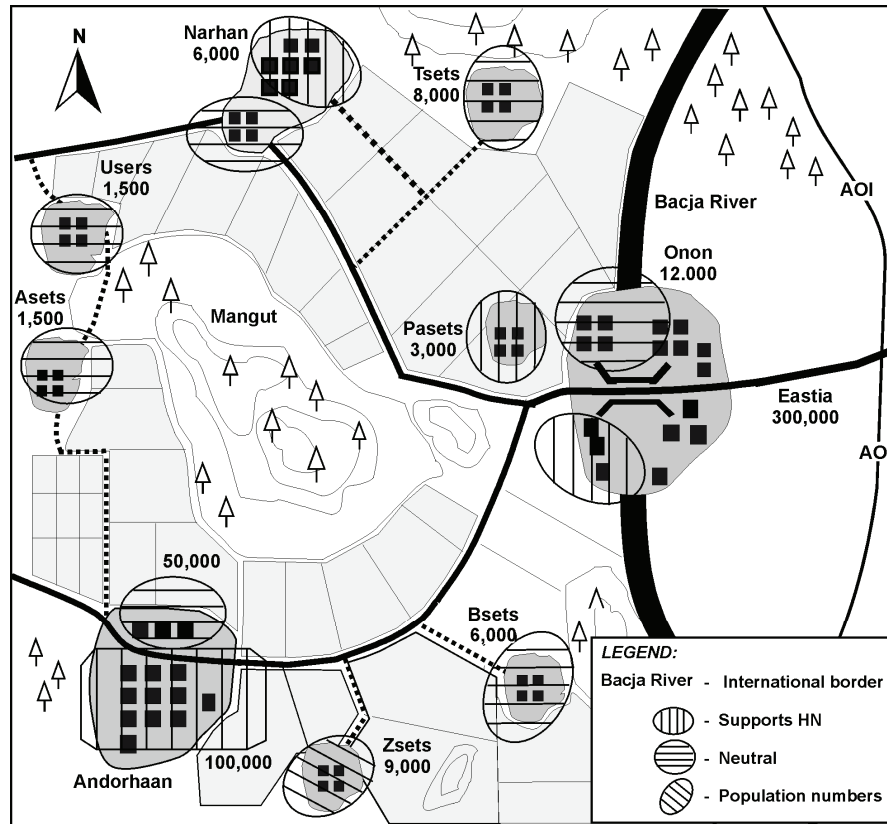 N
Narhan
6,000
Tsets
8,000
Users
1,500
Bacja River
AOI
Onon
12.000
Asets
1,500
Mangut
Pasets
3,000
Eastia
300,000
AO
50,000
Bsets
6,000
100,000
Andorhaan
Zsets
9,000
LEGEND:
Bacja River - International border
- Supports HN
- Neutral
- Population numbers